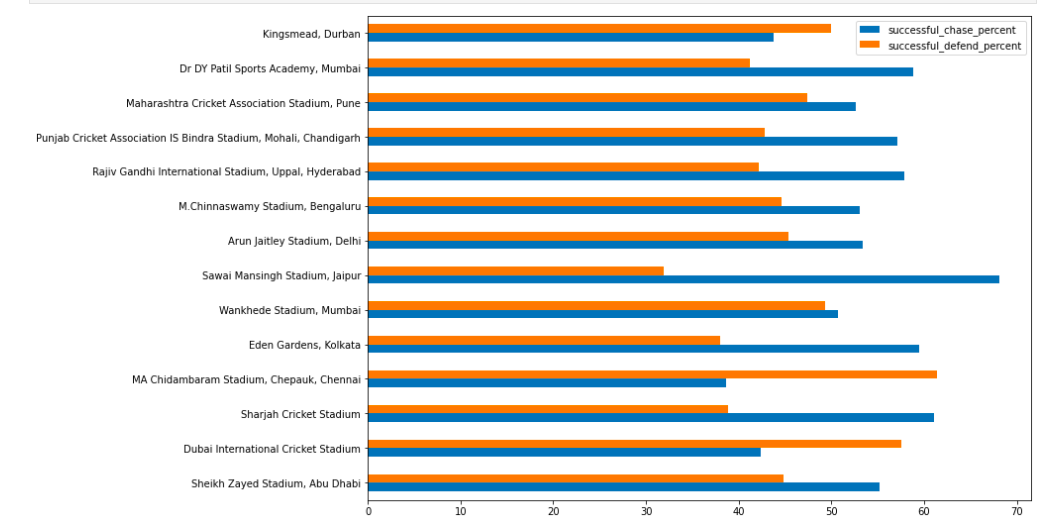 successful_chase_percent
successful_defend_percent
Kingsmead, Durban
Dr DY Patil Sports Academy, Mumbai
Maharashtra Cricket Association Stadium, Pune
Punjab Cricket Association IS Bindra Stadium, Mohali, Chandigarh
Rajiv Gandhi International Stadium, Uppal, Hyderabad
M.Chinnaswamy Stadium, Bengaluru
Arun Jaitley Stadium, Delhi
Sawai Mansingh Stadium, Jaipur
Wankhede Stadium, Mumbai
Eden Gardens, Kolkata
MA Chidambaram Stadium, Chepauk, Chennai
Sharjah Cricket Stadium
Dubai International Cricket Stadium
Sheikh Zayed Stadium, Abu Dhabi
0 10 20 30 40 50 60 70